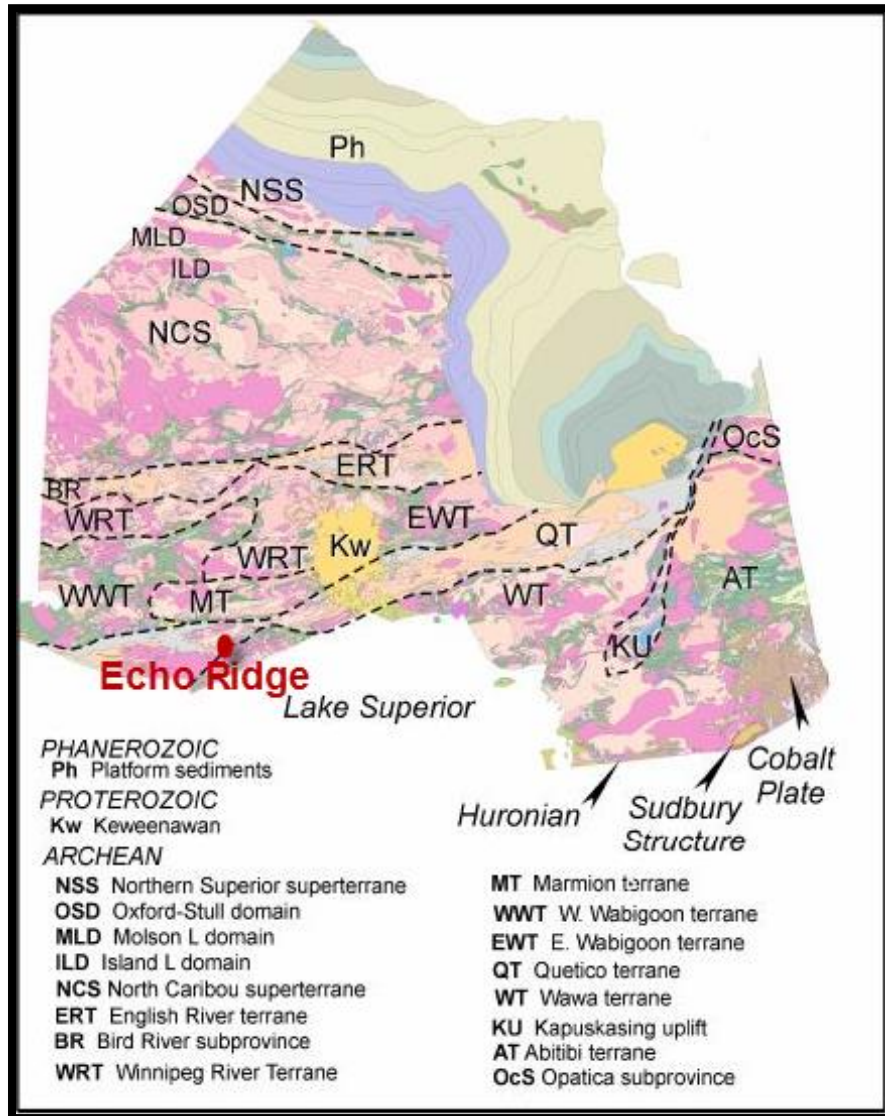 Ph
NSS
OSD
MLD
ILD
NCS
OcS
ERT
BR
WRT
EWT
Kw
QT
WRT
AT
WWT
MT
WT
KU
Echo Ridge
Lake Superior
Cobalt
Plate
Huronian
Sudbury
Structure
PHANEROZOIC
Ph Platform sediments
PROTEROZOIC
Kw Keweenawan
ARCHEAN
NSS Northern Superior superterrane
OSD Oxford-Stull domain
MLD Molson L domain
ILD Island L domain
NCS North Caribou superterrane
ERT English River terrane
BR Bird River subprovince
WRT Winnipeg River Terrane
MT Marmion terrane
WWT W. Wabigoon terrane
EWT E. Wabigoon terrane
QT Quetico terrane
WT Wawa terrane
KU Kapuskasing uplift
AT Abitibi terrane
OcS Opatica subprovince